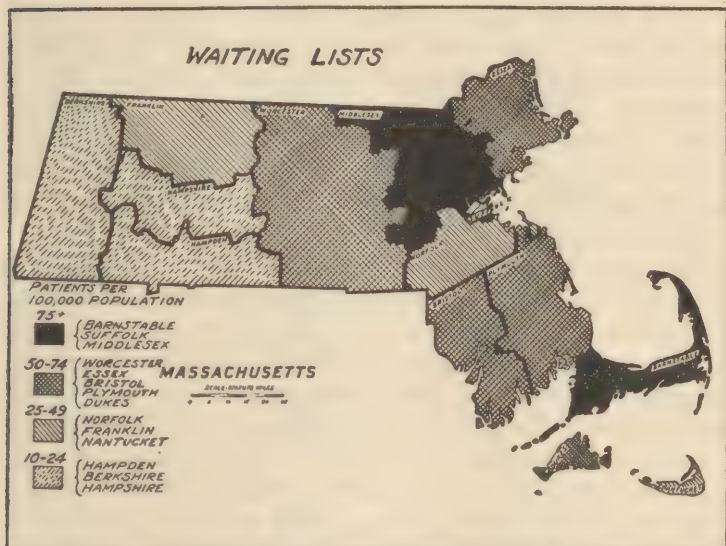 WAITING LISTS
BERKSHIRE
FRANKLIN
WORCESTER
MIDDLESEX
ESSEX
HAMPSHIRE
HAMPDEN
NORFOLK
BRISTOL
PLYMOUTH
PATIENTS PER
100,000 POPULATION
75+
BARNSTABLE
SUFFOLK
MIDDLESEX
50-74
WORCESTER
ESSEX
BRISTOL
PLYMOUTH
DUKES
25-49
NORFOLK
FRANKLIN
NANTUCKET
10-24
HAMPDEN
BERKSHIRE
HAMPSHIRE
MASSACHUSETTS